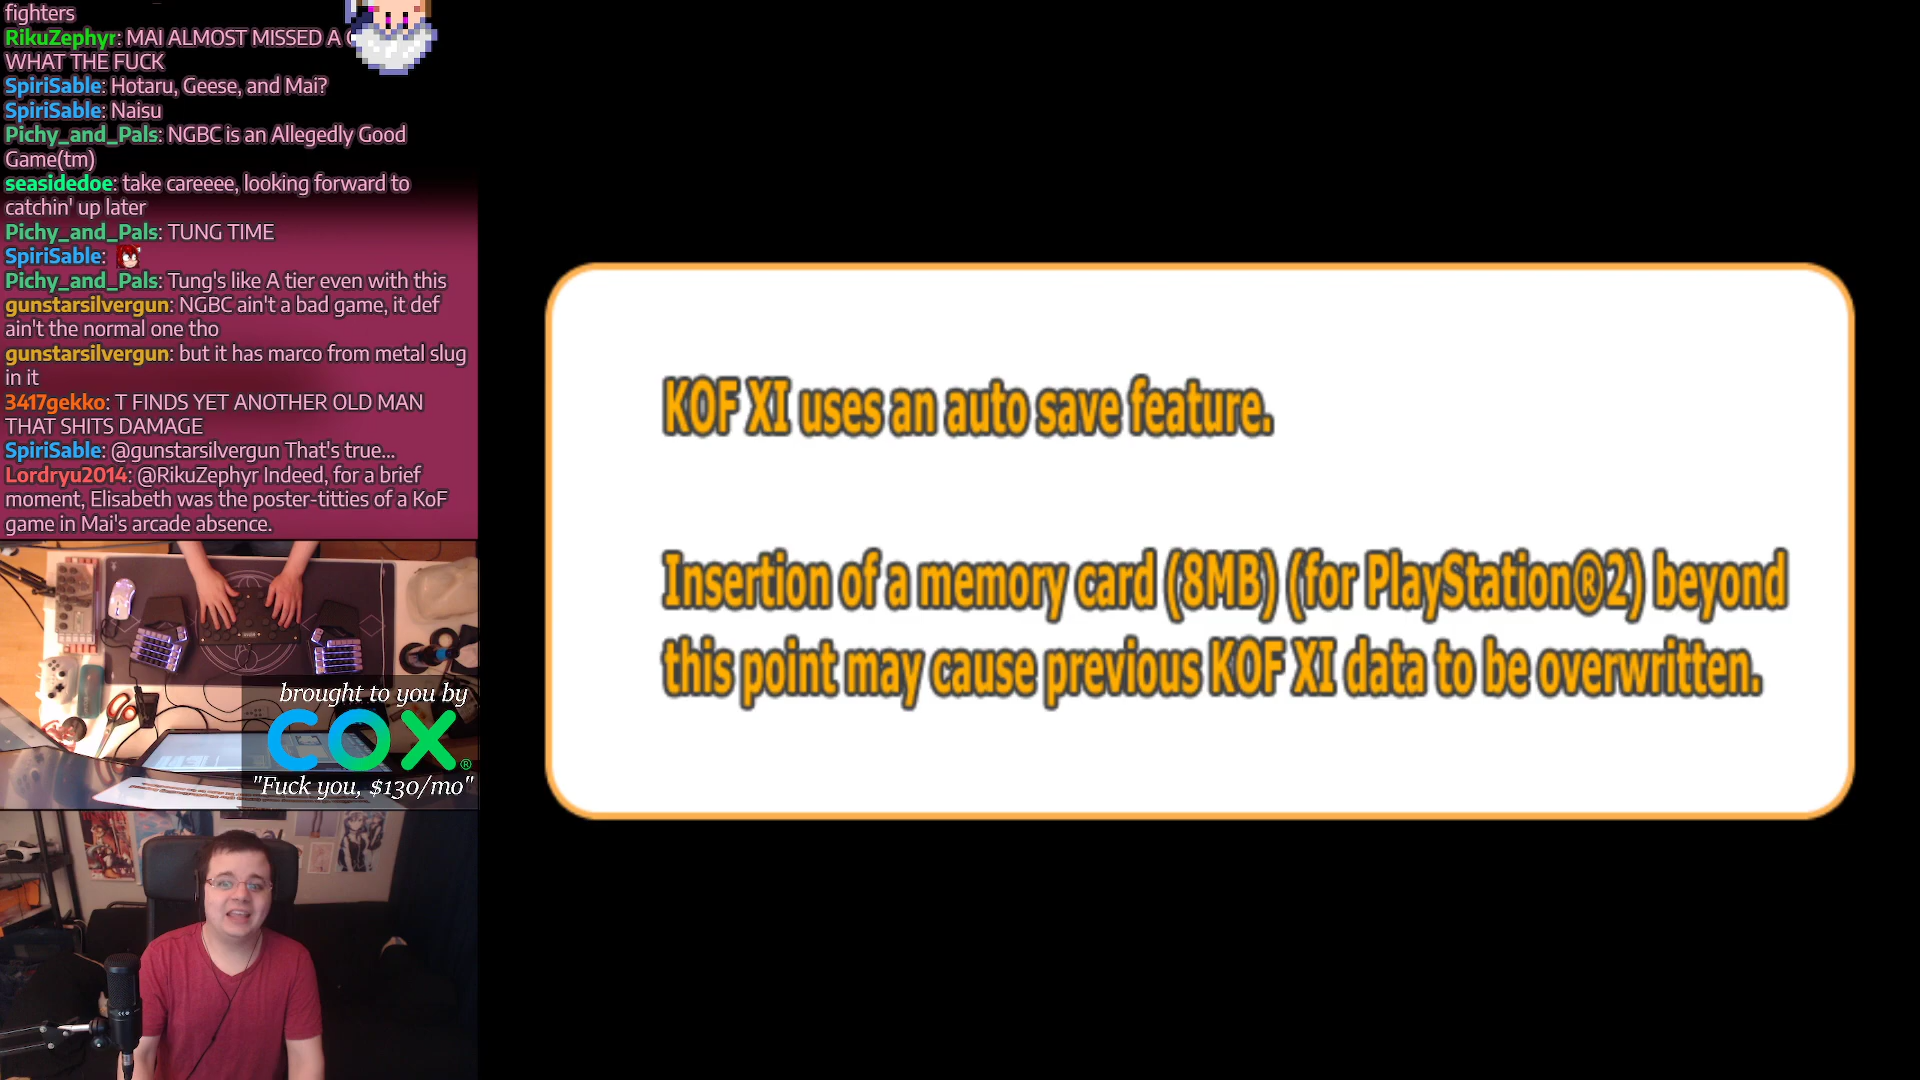 fighters
RikuZephyr: MAI ALMOST MISSED A
WHAT THE FUCK
SpiriSable: Hotaru, Geese, and Mai?
SpiriSable: Naisu
Pichy_and_Pals: NGBC is an Allegedly Good
Game(tm)
seasidedoe: take careeee, looking forward to
catchin' up later
Pichy_and_Pals: TUNG TIME
SpiriSable:
Pichy_and_Pals: Tung's like A tier even with this
gunstarsilvergun: NGBC ain't a bad game, it def
ain't the normal one tho
gunstarsilvergun: but it has marco from metal slug
in it
3417gekko: T FINDS YET ANOTHER OLD MAN
THAT SHITS DAMAGE
SpiriSable: @gunstarsilvergun That's true...
Lordryu2014: @RikuZephyr Indeed, for a brief
moment, Elisabeth was the poster-titties of a KoF
game in Mai's arcade absence.
brought to you by
COX®
"Fuck you, $130/mo"
KOF XI uses an auto save feature.
Insertion of a memory card (8MB) (for PlayStation®2) beyond
this point may cause previous KOF XI data to be overwritten.